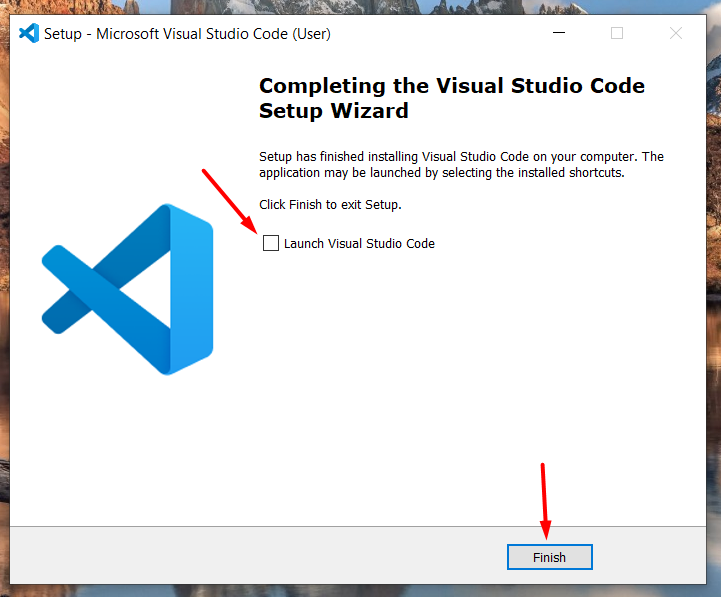 Setup - Microsoft Visual Studio Code (User)
Completing the Visual Studio Code
Setup Wizard
Setup has finished installing Visual Studio Code on your computer. The
application may be launched by selecting the installed shortcuts.
Click Finish to exit Setup.
Launch Visual Studio Code
Finish